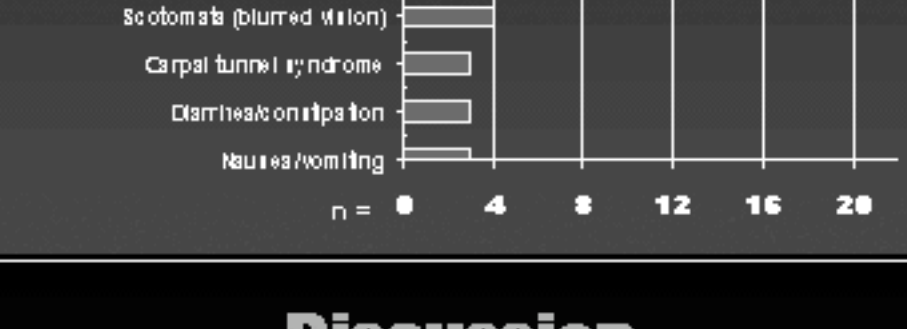 Scotomata (blurred vision)
Carpal tunnel syndrome
Diarrhea/constipation
Nausea/vomiting
n = 0 4 8 12 16 20
Discussion